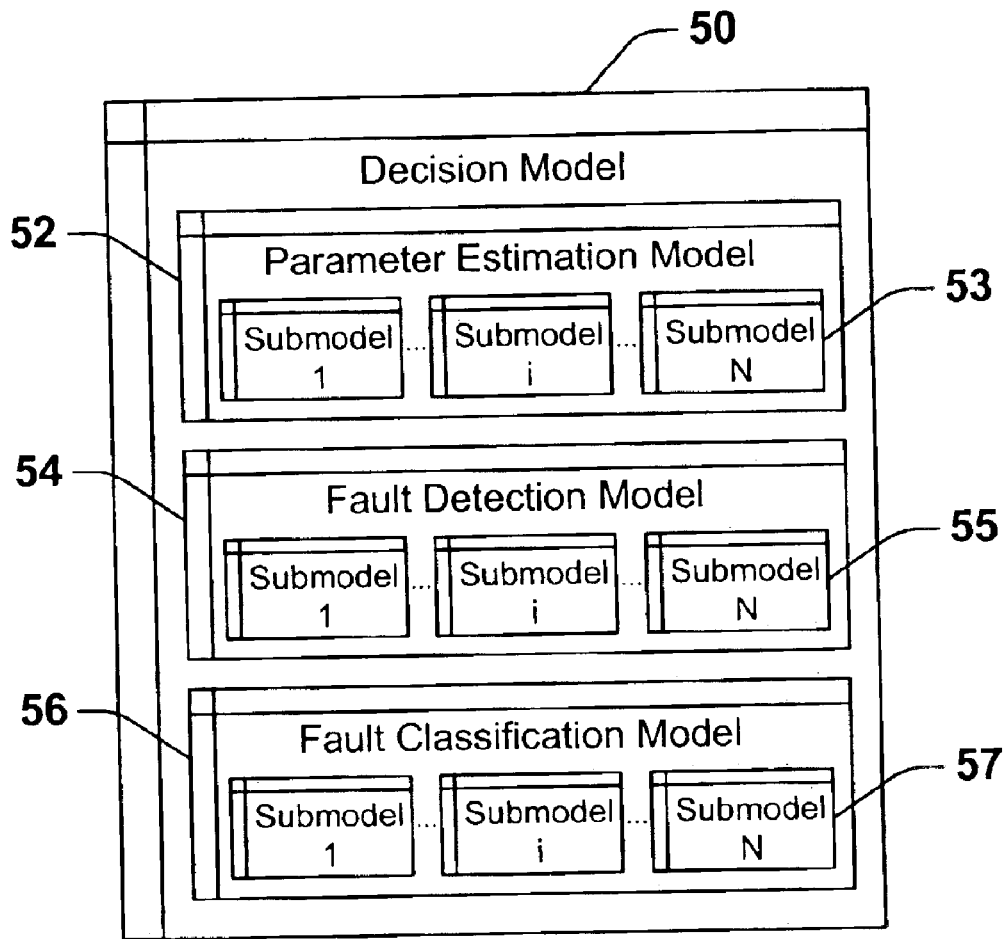 50
Decision Model
52
Parameter Estimation Model
53
Submodel ... Submodel ... Submodel
1 i N
54
Fault Detection Model
55
Submodel ... Submodel ... Submodel
1 i N
56
Fault Classification Model
57
Submodel ... Submodel ... Submodel
1 i N